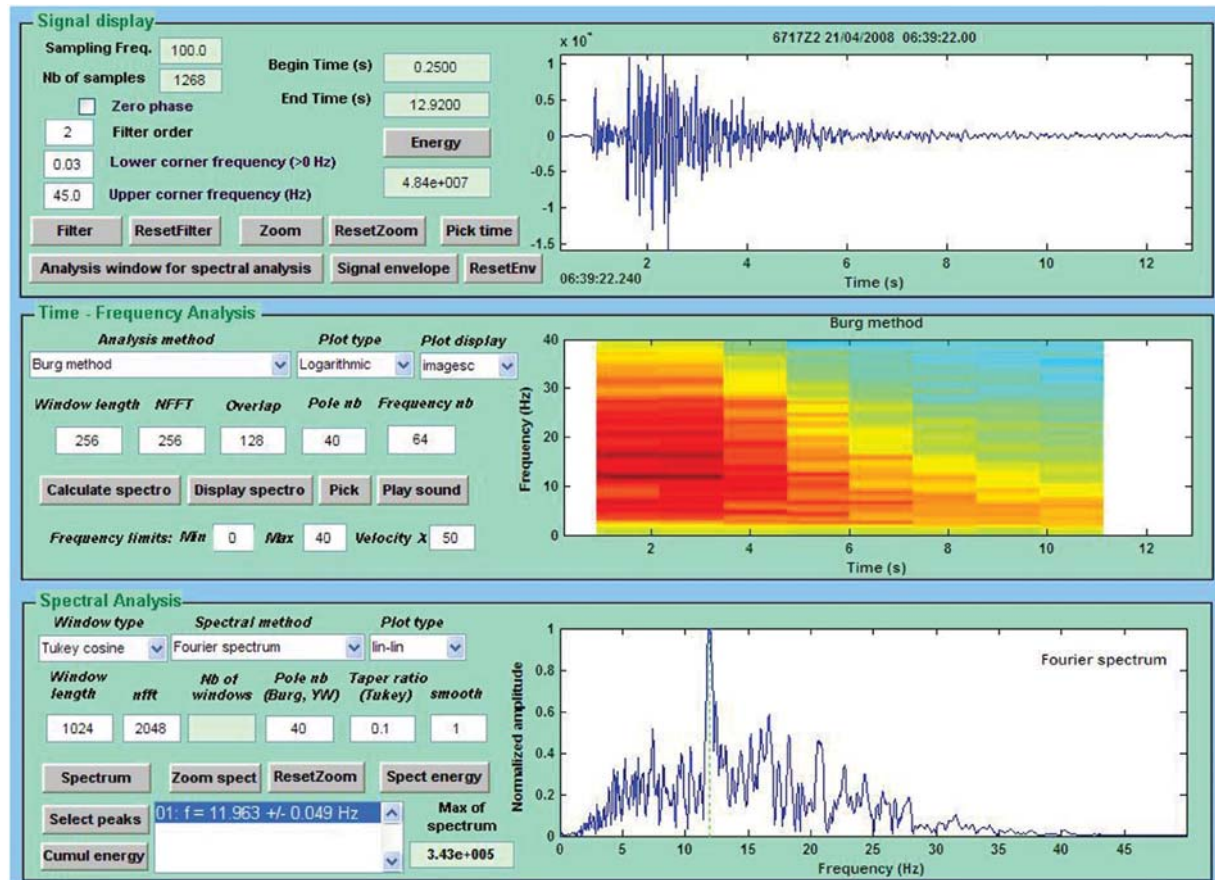 Signal display
Sampling Freq. 100.0
Nb of samples 1268
Zero phase
2 Filter order
0.03 Lower corner frequency (>0 Hz)
45.0 Upper corner frequency (Hz)
Begin Time (s) 0.2500
End Time (s) 12.9200
Energy
4.84e+007
Filter ResetFilter Zoom ResetZoom Pick time
Analysis window for spectral analysis Signal envelope ResetEnv
6717Z2 21/04/2008 06:39:22.00
1
0.5
0
-0.5
-1
-1.5
2 4 6 8 10 12
06:39:22.240
Time (s)
Time - Frequency Analysis
Analysis method Plot type Plot display
Burg method Logarithmic imagesc
Window length NFFT Overlap Pole nb Frequency nb
256 256 128 40 64
Calculate spectro Display spectro Pick Play sound
Frequency limits: Min 0 Max 40 Velocity X 50
Burg method
Frequency (Hz)
40
30
20
10
0
2 4 6 8 10 12
Time (s)
Spectral Analysis
Window type Spectral method Plot type
Tukey cosine Fourier spectrum lin-lin
Window length nfft Nb of windows Pole nb (Burg, YW) Taper ratio (Tukey) smooth
1024 2048 40 0.1 1
Spectrum Zoom spect ResetZoom Spect energy
Select peaks
01: f = 11.963 +/- 0.049 Hz
Cumul energy
Max of spectrum
3.43e+005
Fourier spectrum
Normalized amplitude
1
0.8
0.6
0.4
0.2
0
0 5 10 15 20 25 30 35 40 45
Frequency (Hz)